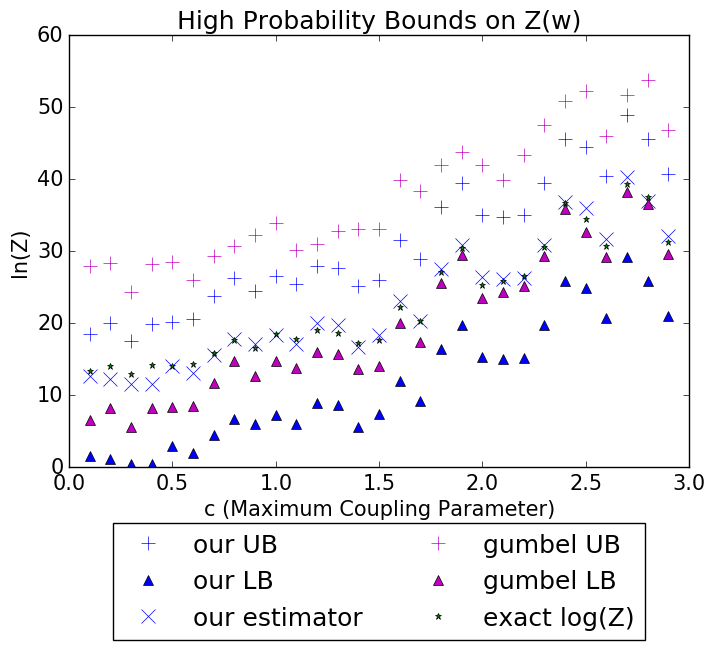 High Probability Bounds on Z(w)
60
50
40
30
20
10
0
ln(Z)
0.0 0.5 1.0 1.5 2.0 2.5 3.0
c (Maximum Coupling Parameter)
our UB gumbel UB
our LB gumbel LB
our estimator exact log(Z)